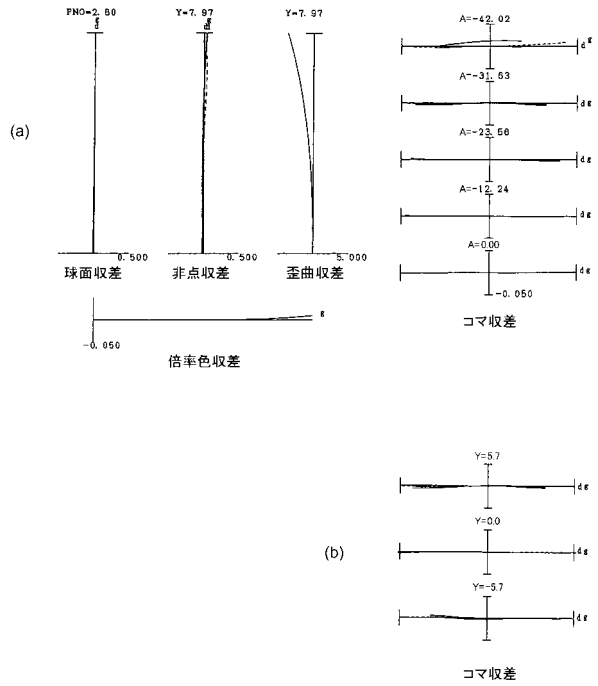 (a)
FNO=2.80
d g
0.500
球面収差
Y=7.97
0.500
非点収差
Y=7.97
5.000
歪曲収差
g
-0.050
倍率色収差
A=-42.02
d g
A=-31.63
d g
A=-23.56
d g
A=-12.24
d g
A=0.00
d g
-0.050
コマ収差
(b)
Y=5.7
d g
Y=0.0
d g
Y=-5.7
d g
コマ収差